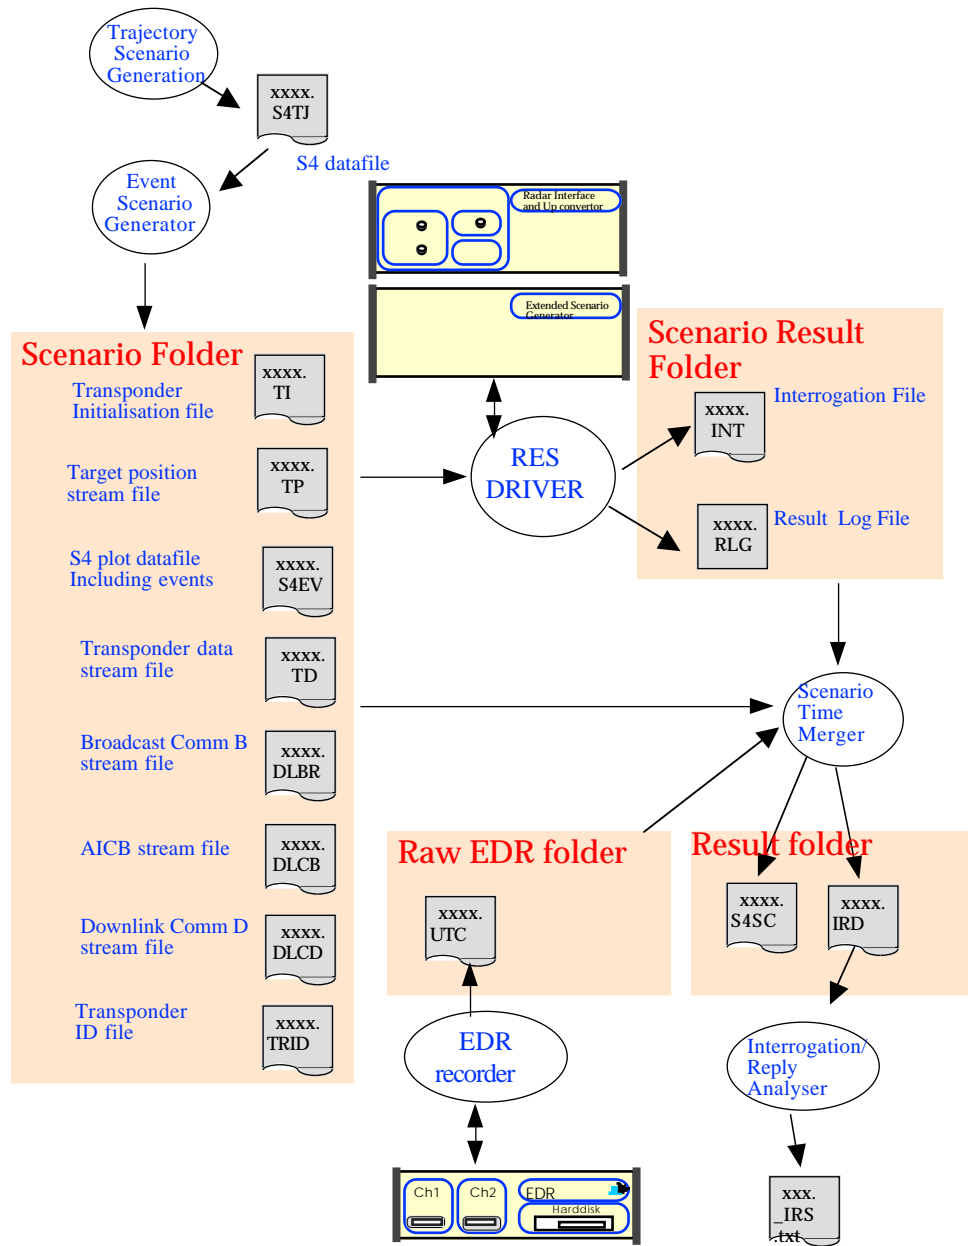 Trajectory
Scenario
Generation
xxxx.
S4TJ
S4 datafile
Event
Scenario
Generator
Radar Interface
and Up convertor
Extended Scenario
Generator
Scenario Folder
Transponder
Initialisation file
xxxx.
TI
Target position
stream file
xxxx.
TP
S4 plot datafile
Including events
xxxx.
S4EV
Transponder data
stream file
xxxx.
TD
Broadcast Comm B
stream file
xxxx.
DLBR
AICB stream file
xxxx.
DLCB
Downlink Comm D
stream file
xxxx.
DLCD
Transponder
ID file
xxxx.
TRID
RES
DRIVER
Scenario Result
Folder
xxxx.
INT
Interrogation File
xxxx.
RLG
Result Log File
Scenario
Time
Merger
Raw EDR folder
xxxx.
UTC
EDR
recorder
Ch1
Ch2
EDR
Harddisk
Result folder
xxxx.
S4SC
xxxx.
IRD
Interrogation/
Reply
Analyser
xxx.
_IRS
.txt